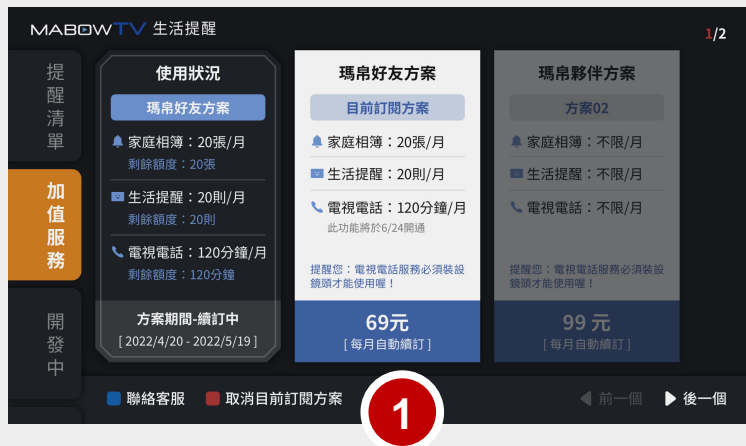 MABOWTV 生活提醒
1/2
提醒清單
加值服務
開發中
使用狀況
瑪帛好友方案
家庭相簿：20張/月
剩餘額度：20張
生活提醒：20則/月
剩餘額度：20則
電視電話：120分鐘/月
剩餘額度：120分鐘
方案期間-續訂中
[ 2022/4/20 - 2022/5/19 ]
瑪帛好友方案
目前訂閱方案
家庭相簿：20張/月
生活提醒：20則/月
電視電話：120分鐘/月
此功能將於6/24開通
提醒您：電視電話服務必須裝設
鏡頭才能使用喔！
69元
[ 每月自動續訂 ]
瑪帛夥伴方案
方案02
家庭相簿：不限/月
生活提醒：不限/月
電視電話：不限/月
提醒您：電視電話服務必須裝設
鏡頭才能使用喔！
99 元
[ 每月自動續訂 ]
聯絡客服
取消目前訂閱方案
1
前一個
後一個